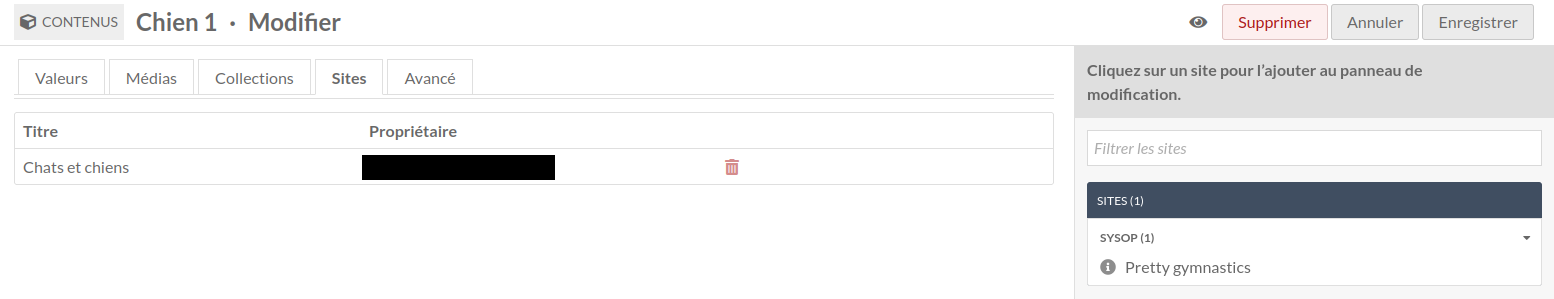 CONTENUS Chien 1 · Modifier Supprimer Annuler Enregistrer
Valeurs Médias Collections Sites Avancé
Titre Propriétaire
Chats et chiens
Cliquez sur un site pour l’ajouter au panneau de
modification.
Filtrer les sites
SITES (1)
SYSOP (1)
Pretty gymnastics